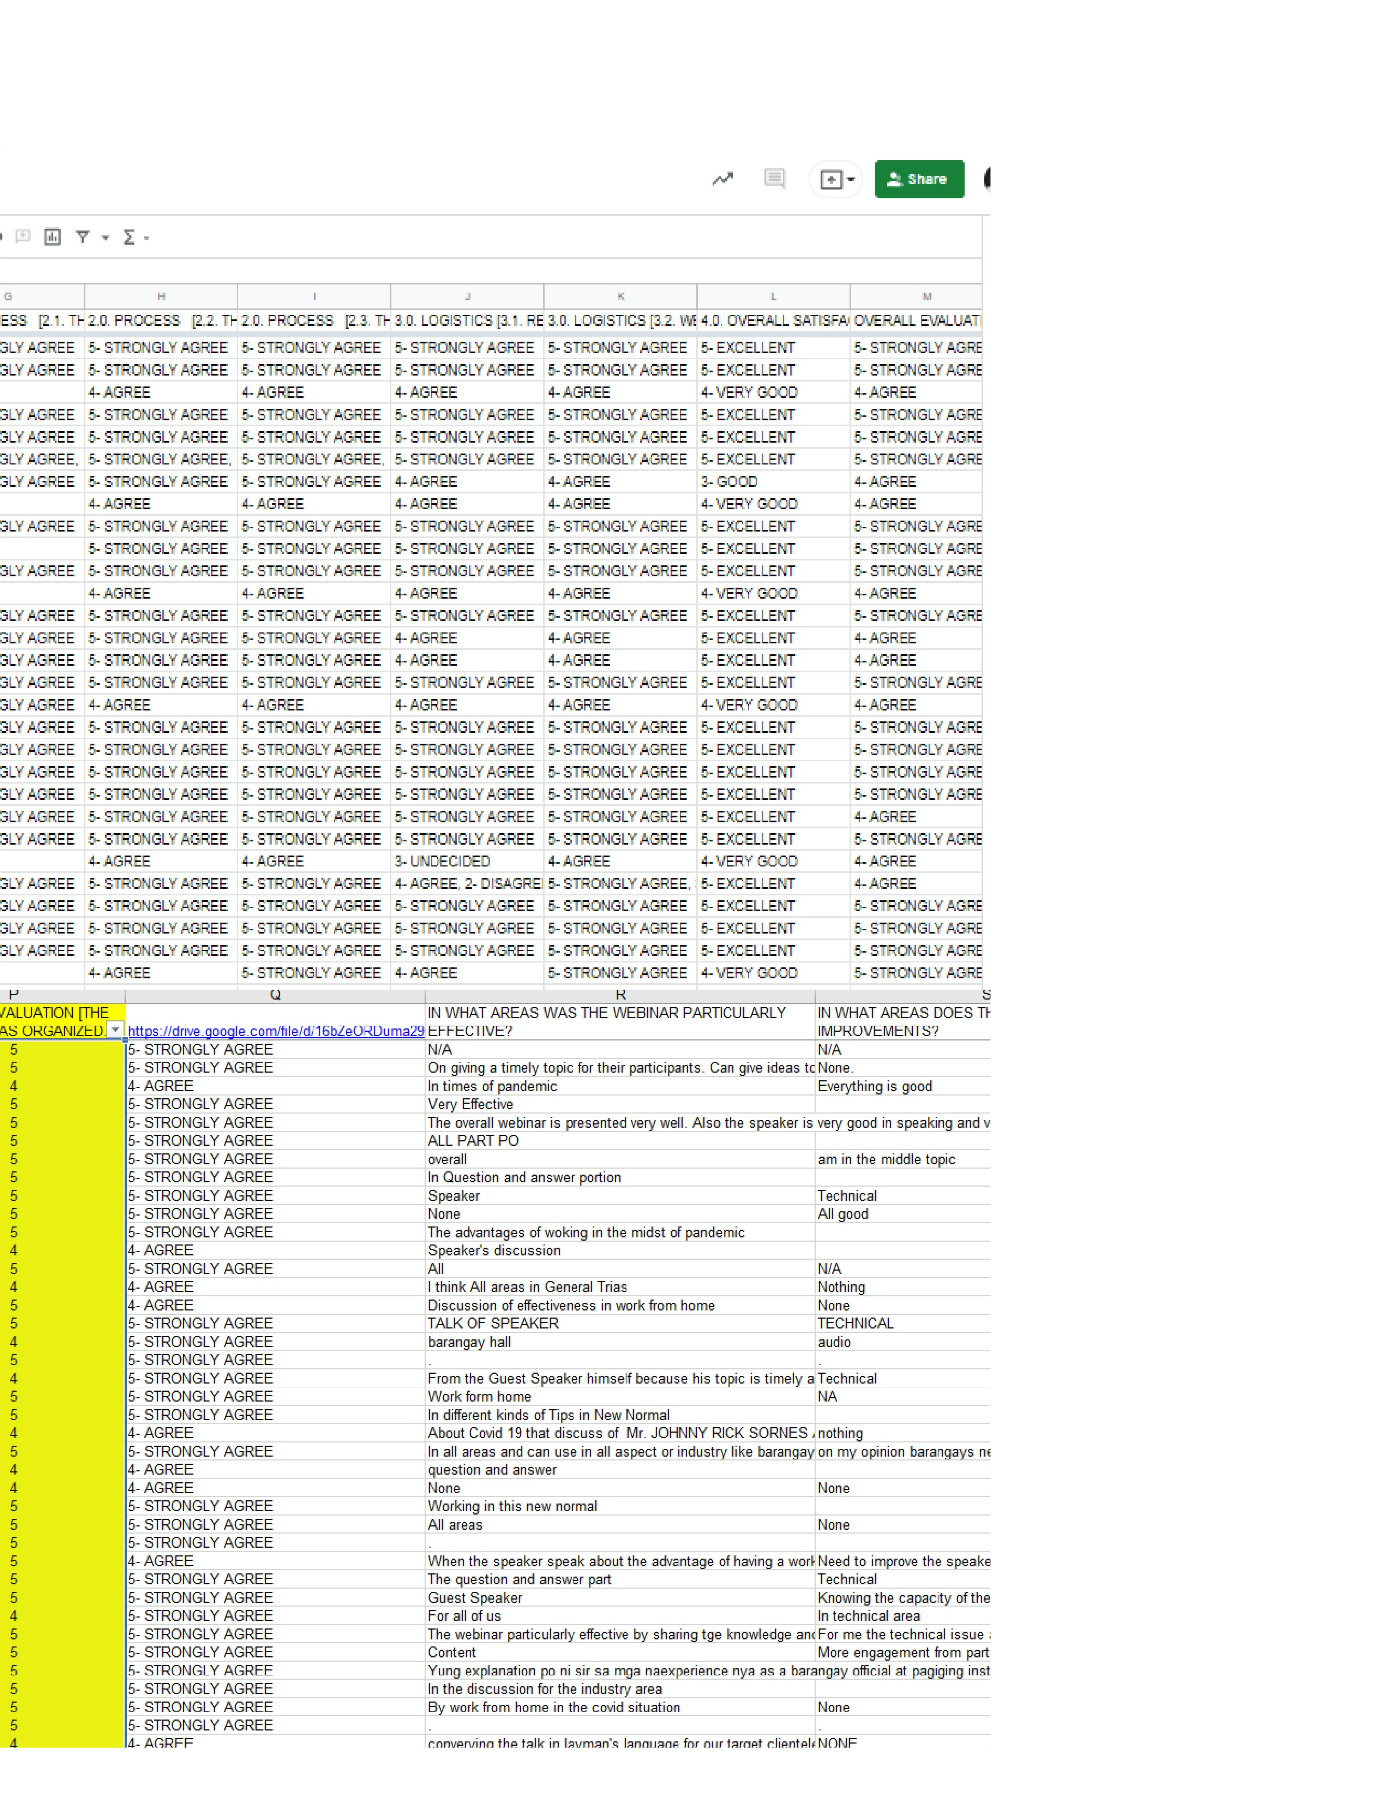 Share
G H I J K L M
ESS [2.1. TH 2.0. PROCESS [2.2. TH 2.0. PROCESS [2.3. TH 3.0. LOGISTICS [3.1. RE 3.0. LOGISTICS [3.2. WE 4.0. OVERALL SATISFA OVERALL EVALUATI
GLY AGREE 5- STRONGLY AGREE 5- STRONGLY AGREE 5- STRONGLY AGREE 5- STRONGLY AGREE 5- EXCELLENT 5- STRONGLY AGRE
GLY AGREE 5- STRONGLY AGREE 5- STRONGLY AGREE 5- STRONGLY AGREE 5- STRONGLY AGREE 5- EXCELLENT 5- STRONGLY AGRE
4- AGREE 4- AGREE 4- AGREE 4- AGREE 4- VERY GOOD 4- AGREE
GLY AGREE 5- STRONGLY AGREE 5- STRONGLY AGREE 5- STRONGLY AGREE 5- STRONGLY AGREE 5- EXCELLENT 5- STRONGLY AGRE
GLY AGREE 5- STRONGLY AGREE 5- STRONGLY AGREE 5- STRONGLY AGREE 5- STRONGLY AGREE 5- EXCELLENT 5- STRONGLY AGRE
GLY AGREE, 5- STRONGLY AGREE, 5- STRONGLY AGREE, 5- STRONGLY AGREE 5- STRONGLY AGREE 5- EXCELLENT 5- STRONGLY AGRE
GLY AGREE 5- STRONGLY AGREE 5- STRONGLY AGREE 4- AGREE 4- AGREE 3- GOOD 4- AGREE
4- AGREE 4- AGREE 4- AGREE 4- AGREE 4- VERY GOOD 4- AGREE
GLY AGREE 5- STRONGLY AGREE 5- STRONGLY AGREE 5- STRONGLY AGREE 5- STRONGLY AGREE 5- EXCELLENT 5- STRONGLY AGRE
5- STRONGLY AGREE 5- STRONGLY AGREE 5- STRONGLY AGREE 5- STRONGLY AGREE 5- EXCELLENT 5- STRONGLY AGRE
GLY AGREE 5- STRONGLY AGREE 5- STRONGLY AGREE 5- STRONGLY AGREE 5- STRONGLY AGREE 5- EXCELLENT 5- STRONGLY AGRE
4- AGREE 4- AGREE 4- AGREE 4- AGREE 4- VERY GOOD 4- AGREE
GLY AGREE 5- STRONGLY AGREE 5- STRONGLY AGREE 5- STRONGLY AGREE 5- STRONGLY AGREE 5- EXCELLENT 5- STRONGLY AGRE
GLY AGREE 5- STRONGLY AGREE 5- STRONGLY AGREE 4- AGREE 4- AGREE 5- EXCELLENT 4- AGREE
GLY AGREE 5- STRONGLY AGREE 5- STRONGLY AGREE 4- AGREE 4- AGREE 5- EXCELLENT 4- AGREE
GLY AGREE 5- STRONGLY AGREE 5- STRONGLY AGREE 5- STRONGLY AGREE 5- STRONGLY AGREE 5- EXCELLENT 5- STRONGLY AGRE
GLY AGREE 4- AGREE 4- AGREE 4- AGREE 4- AGREE 4- VERY GOOD 4- AGREE
GLY AGREE 5- STRONGLY AGREE 5- STRONGLY AGREE 5- STRONGLY AGREE 5- STRONGLY AGREE 5- EXCELLENT 5- STRONGLY AGRE
GLY AGREE 5- STRONGLY AGREE 5- STRONGLY AGREE 5- STRONGLY AGREE 5- STRONGLY AGREE 5- EXCELLENT 5- STRONGLY AGRE
GLY AGREE 5- STRONGLY AGREE 5- STRONGLY AGREE 5- STRONGLY AGREE 5- STRONGLY AGREE 5- EXCELLENT 5- STRONGLY AGRE
GLY AGREE 5- STRONGLY AGREE 5- STRONGLY AGREE 5- STRONGLY AGREE 5- STRONGLY AGREE 5- EXCELLENT 5- STRONGLY AGRE
GLY AGREE 5- STRONGLY AGREE 5- STRONGLY AGREE 5- STRONGLY AGREE 5- STRONGLY AGREE 5- EXCELLENT 4- AGREE
GLY AGREE 5- STRONGLY AGREE 5- STRONGLY AGREE 5- STRONGLY AGREE 5- STRONGLY AGREE 5- EXCELLENT 5- STRONGLY AGRE
4- AGREE 4- AGREE 3- UNDECIDED 4- AGREE 4- VERY GOOD 4- AGREE
GLY AGREE 5- STRONGLY AGREE 5- STRONGLY AGREE 4- AGREE, 2- DISAGREE 5- STRONGLY AGREE, 5- EXCELLENT 4- AGREE
GLY AGREE 5- STRONGLY AGREE 5- STRONGLY AGREE 5- STRONGLY AGREE 5- STRONGLY AGREE 5- EXCELLENT 5- STRONGLY AGRE
GLY AGREE 5- STRONGLY AGREE 5- STRONGLY AGREE 5- STRONGLY AGREE 5- STRONGLY AGREE 5- EXCELLENT 5- STRONGLY AGRE
GLY AGREE 5- STRONGLY AGREE 5- STRONGLY AGREE 5- STRONGLY AGREE 5- STRONGLY AGREE 5- EXCELLENT 5- STRONGLY AGRE
4- AGREE 5- STRONGLY AGREE 4- AGREE 5- STRONGLY AGREE 4- VERY GOOD 5- STRONGLY AGRE
P Q R S
VALUATION [THE IN WHAT AREAS WAS THE WEBINAR PARTICULARLY IN WHAT AREAS DOES TH
AS ORGANIZED. https://drive.google.com/file/d/16bZeORDuma29 EFFECTIVE? IMPROVEMENTS?
5 5- STRONGLY AGREE N/A N/A
5 5- STRONGLY AGREE On giving a timely topic for their participants. Can give ideas to None.
4 4- AGREE In times of pandemic Everything is good
5 5- STRONGLY AGREE Very Effective
5 5- STRONGLY AGREE The overall webinar is presented very well. Also the speaker is very good in speaking and v
5 5- STRONGLY AGREE ALL PART PO
5 5- STRONGLY AGREE overall am in the middle topic
5 5- STRONGLY AGREE In Question and answer portion
5 5- STRONGLY AGREE Speaker Technical
5 5- STRONGLY AGREE None All good
5 5- STRONGLY AGREE The advantages of woking in the midst of pandemic
4 4- AGREE Speaker's discussion
5 5- STRONGLY AGREE All N/A
4 4- AGREE I think All areas in General Trias Nothing
5 4- AGREE Discussion of effectiveness in work from home None
5 5- STRONGLY AGREE TALK OF SPEAKER TECHNICAL
4 5- STRONGLY AGREE barangay hall audio
5 5- STRONGLY AGREE . .
4 5- STRONGLY AGREE From the Guest Speaker himself because his topic is timely a Technical
5 5- STRONGLY AGREE Work form home NA
5 5- STRONGLY AGREE In different kinds of Tips in New Normal
4 4- AGREE About Covid 19 that discuss of Mr. JOHNNY RICK SORNES nothing
5 5- STRONGLY AGREE In all areas and can use in all aspect or industry like barangay on my opinion barangays ne
4 4- AGREE question and answer
4 4- AGREE None None
5 5- STRONGLY AGREE Working in this new normal
5 5- STRONGLY AGREE All areas None
5 5- STRONGLY AGREE .
5 4- AGREE When the speaker speak about the advantage of having a work Need to improve the speake
5 5- STRONGLY AGREE The question and answer part Technical
5 5- STRONGLY AGREE Guest Speaker Knowing the capacity of the
4 5- STRONGLY AGREE For all of us In technical area
5 5- STRONGLY AGREE The webinar particularly effective by sharing tge knowledge and For me the technical issue
5 5- STRONGLY AGREE Content More engagement from part
5 5- STRONGLY AGREE Yung explanation po ni sir sa mga naexperience nya as a barangay official at pagiging inst
5 5- STRONGLY AGREE In the discussion for the industry area
5 5- STRONGLY AGREE By work from home in the covid situation None
5 5- STRONGLY AGREE . .
4 4- AGREE converying the talk in layman's language for our target clientele NONE